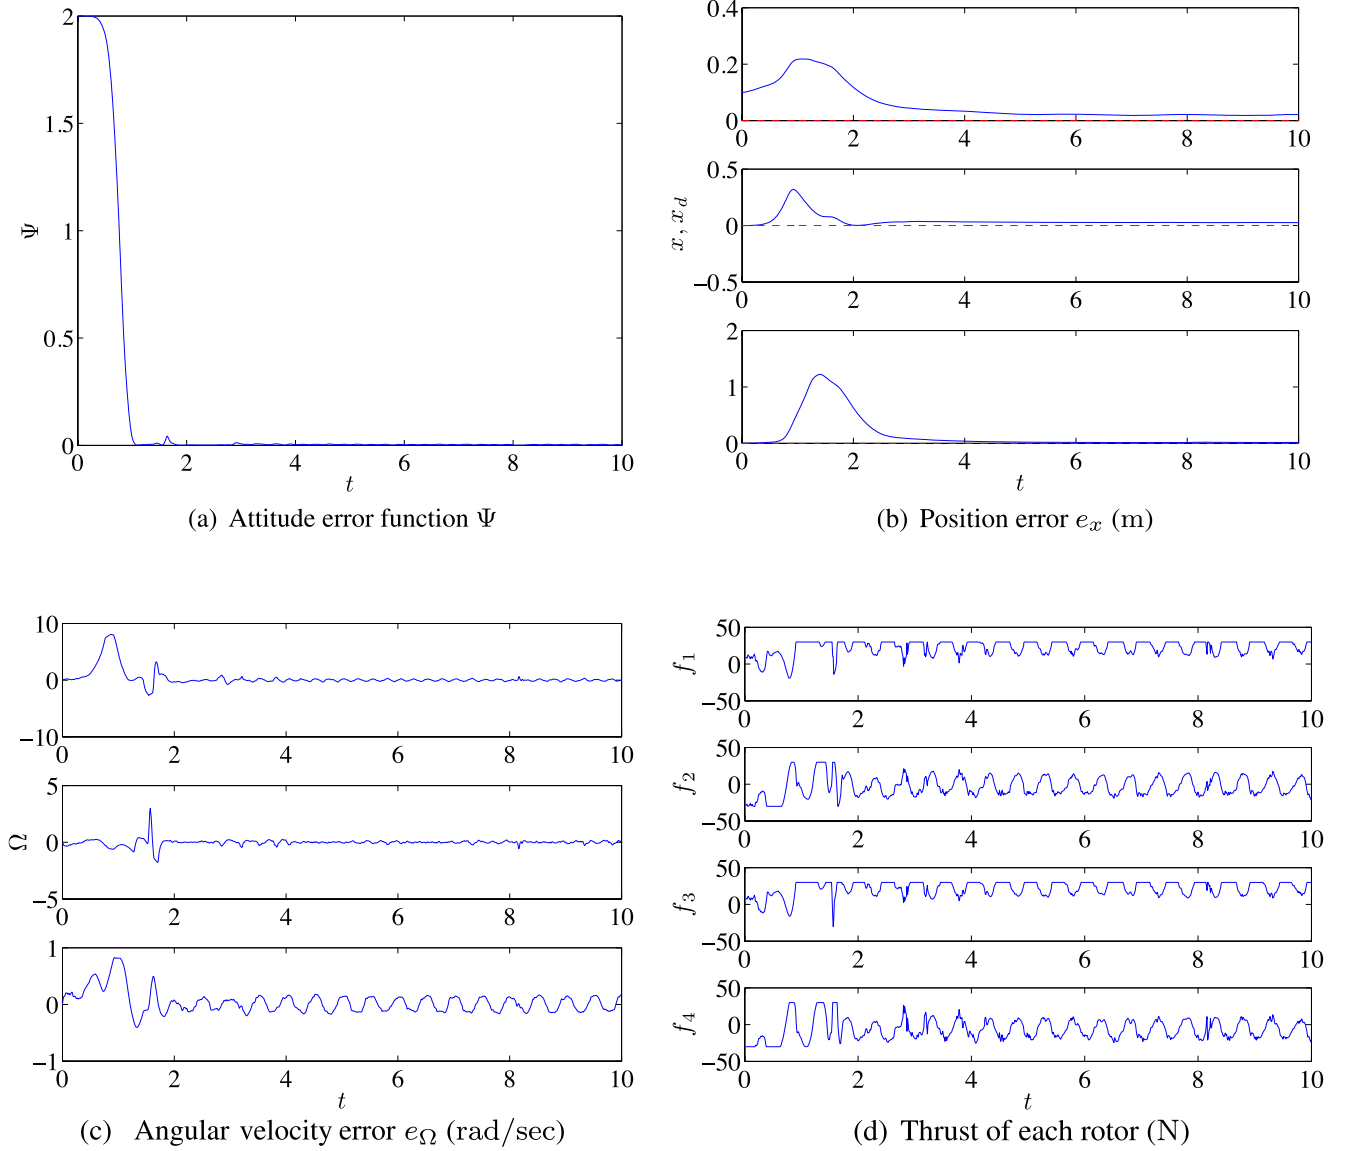 2
1.5
1
0.5
0
Ψ
0 2 4 6 8 10
t
(a) Attitude error function Ψ
0.4
0.2
0
0 2 4 6 8 10
0.5
0
−0.5
x, x_d
0 2 4 6 8 10
2
1
0
0 2 4 6 8 10
t
(b) Position error e_x (m)
10
0
−10
0 2 4 6 8 10
5
0
−5
Ω
0 2 4 6 8 10
1
0
−1
0 2 4 6 8 10
t
(c) Angular velocity error e_Ω (rad/sec)
50
0
−50
f_1
0 2 4 6 8 10
50
0
−50
f_2
0 2 4 6 8 10
50
0
−50
f_3
0 2 4 6 8 10
50
0
−50
f_4
0 2 4 6 8 10
(d) Thrust of each rotor (N)